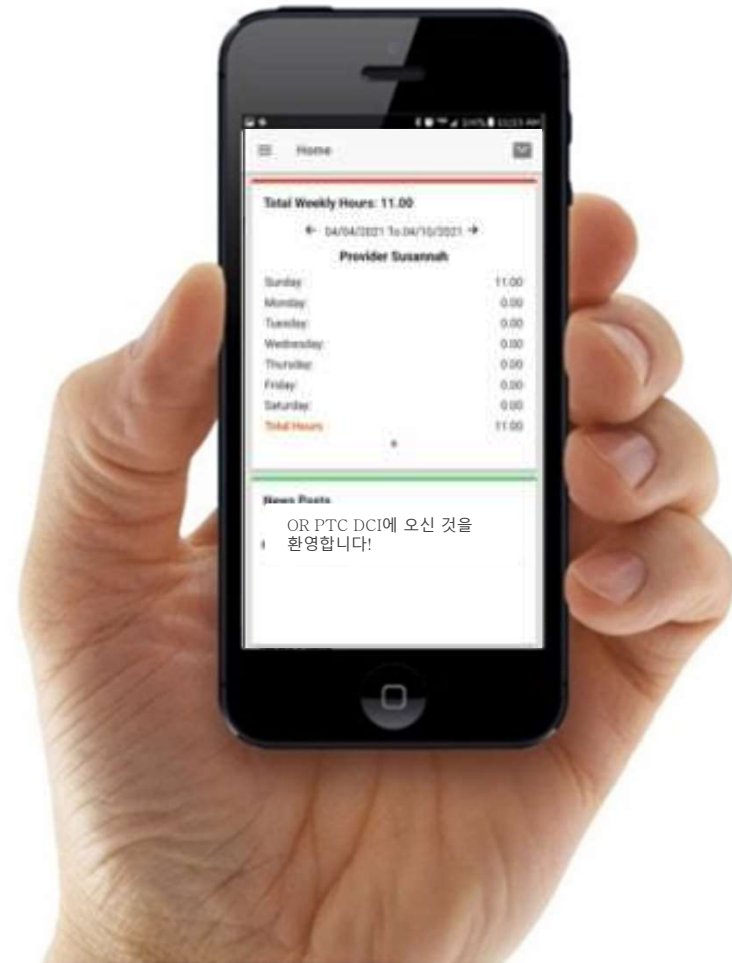 Home
Total Weekly Hours: 11.00
← 04/04/2021 To 04/10/2021 →
Provider Susannah
Sunday: 11.00
Monday: 0.00
Tuesday: 0.00
Wednesday: 0.00
Thursday: 0.00
Friday: 0.00
Saturday: 0.00
Total Hours 11.00
News Posts
OR PTC DCI에 오신 것을
환영합니다!